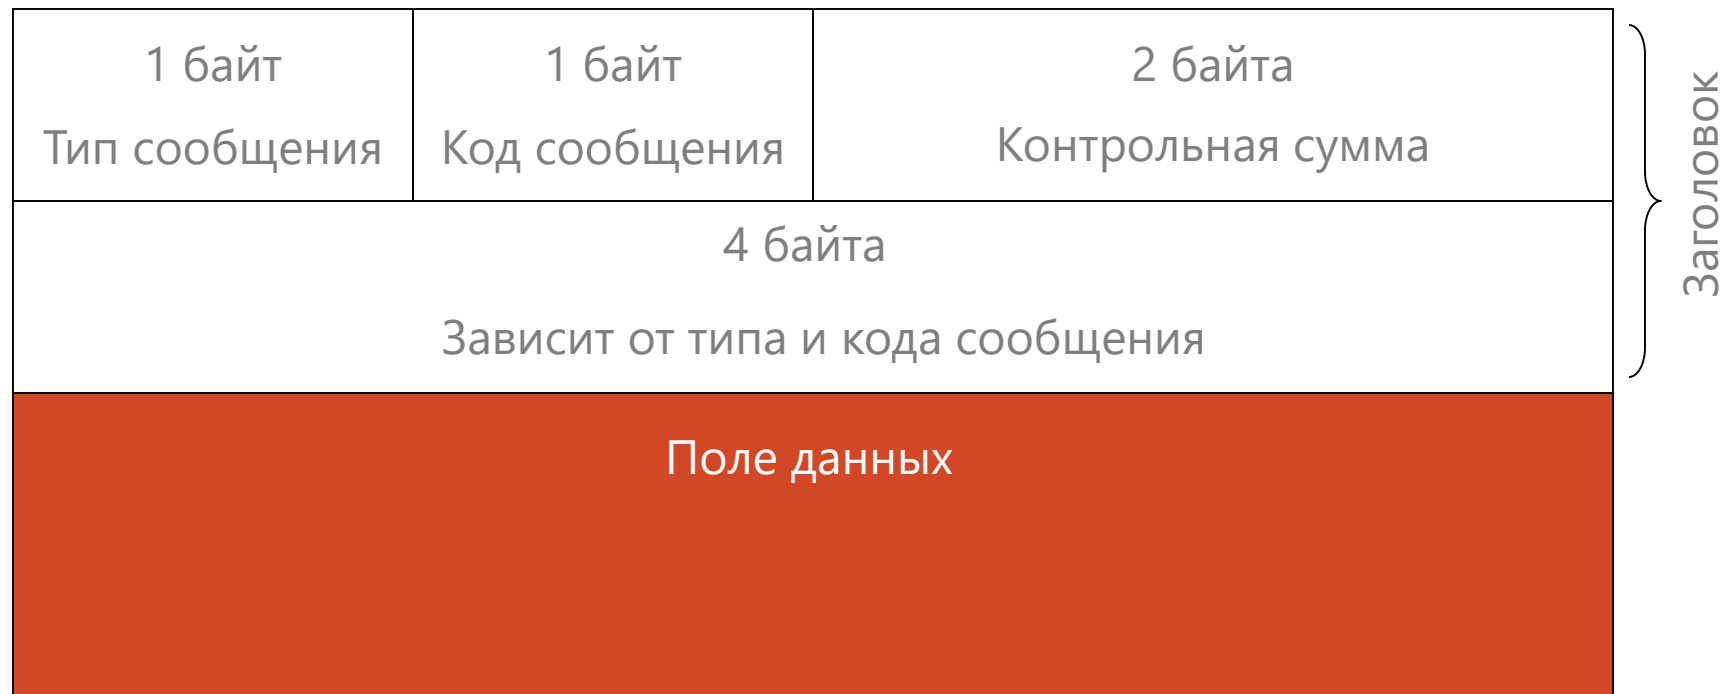 1 байт
Тип сообщения
1 байт
Код сообщения
2 байта
Контрольная сумма
Заголовок
4 байта
Зависит от типа и кода сообщения
Поле данных